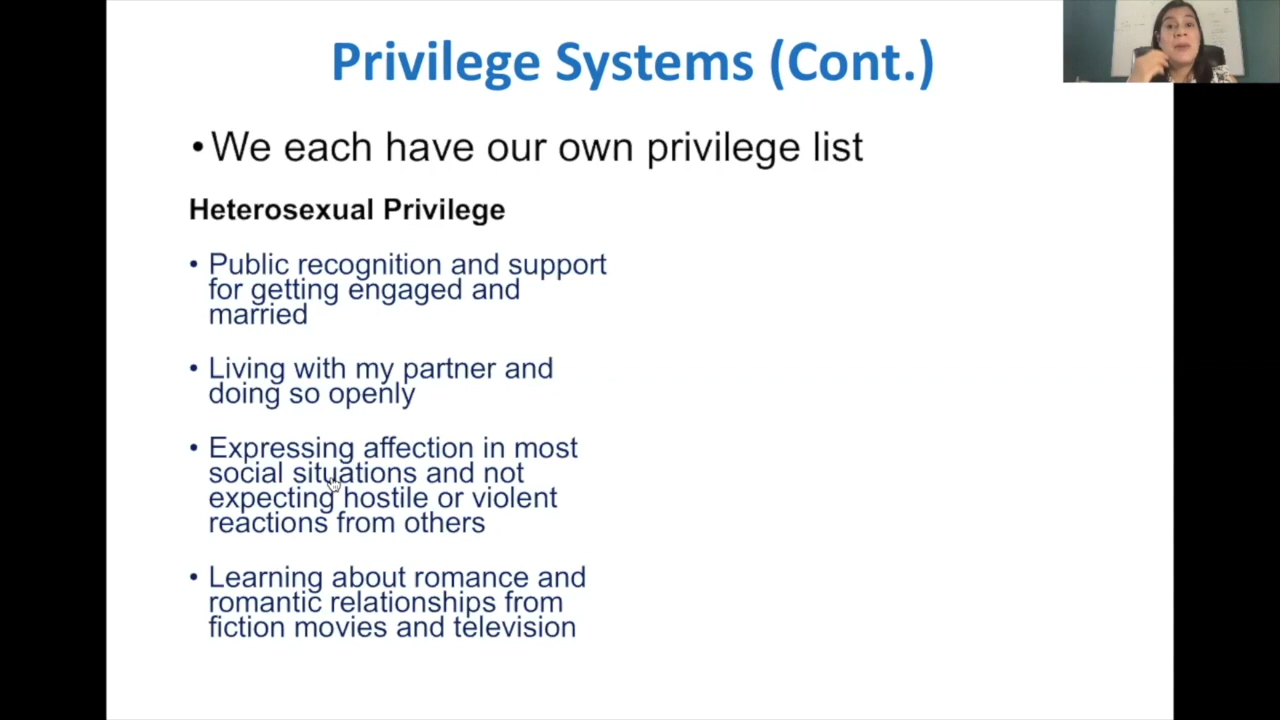 Privilege Systems (Cont.)
•We each have our own privilege list
Heterosexual Privilege
• Public recognition and support
for getting engaged and
married
• Living with my partner and
doing so openly
• Expressing affection in most
social situations and not
expecting hostile or violent
reactions from others
• Learning about romance and
romantic relationships from
fiction movies and television